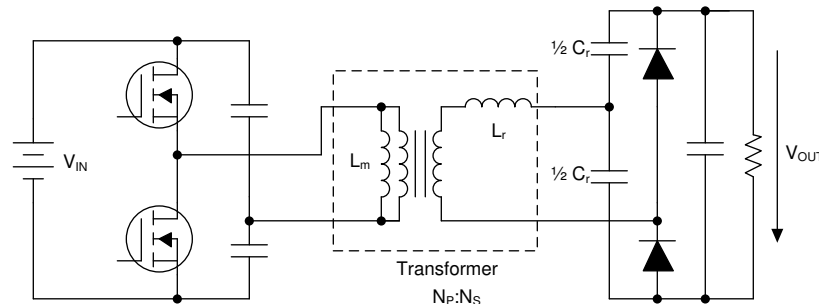 ½ Cr
Lr
Lm
VIN
½ Cr
VOUT
Transformer
NP:NS